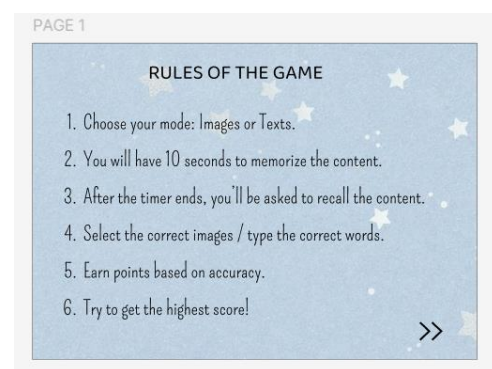 PAGE 1
RULES OF THE GAME
1. Choose your mode: Images or Texts.
2. You will have 10 seconds to memorize the content.
3. After the timer ends, you'll be asked to recall the content.
4. Select the correct images / type the correct words.
5. Earn points based on accuracy.
6. Try to get the highest score!
>>